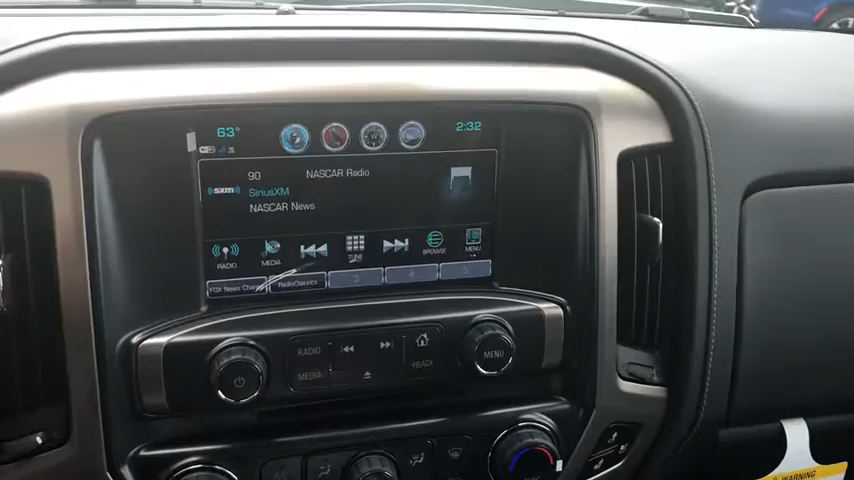 63°
2:32
90
NASCAR Radio
sxm
SiriusXM
NASCAR News
RADIO
MEDIA
TUNE
BROWSE
MENU
FOX News Chan
RadioClassics
3
4
5
RADIO
MEDIA
BACK
MENU
WARNING